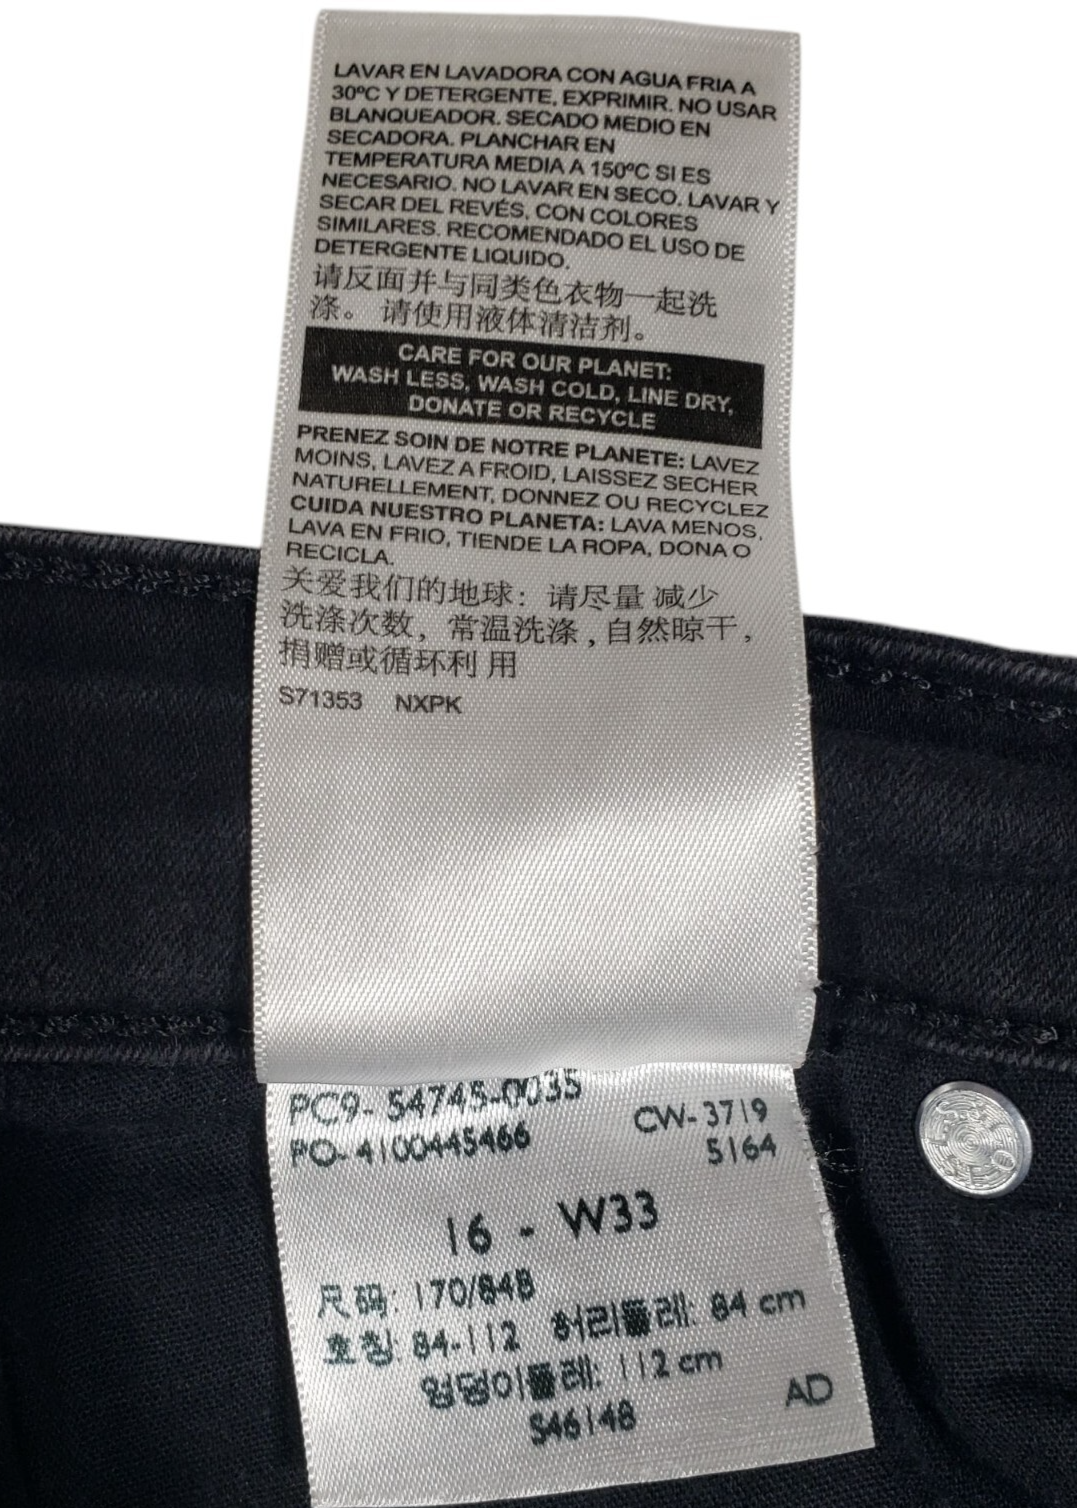 LAVAR EN LAVADORA CON AGUA FRIA A
30ºC Y DETERGENTE, EXPRIMIR. NO USAR
BLANQUEADOR. SECADO MEDIO EN
SECADORA. PLANCHAR EN
TEMPERATURA MEDIA A 150ºC SI ES
NECESARIO. NO LAVAR EN SECO. LAVAR Y
SECAR DEL REVÉS, CON COLORES
SIMILARES. RECOMENDADO EL USO DE
DETERGENTE LIQUIDO.
请反面并与同类色衣物一起洗
涤。 请使用液体清洁剂。
CARE FOR OUR PLANET:
WASH LESS, WASH COLD, LINE DRY,
DONATE OR RECYCLE
PRENEZ SOIN DE NOTRE PLANETE: LAVEZ
MOINS, LAVEZ A FROID, LAISSEZ SECHER
NATURELLEMENT, DONNEZ OU RECYCLEZ
CUIDA NUESTRO PLANETA: LAVA MENOS,
LAVA EN FRIO, TIENDE LA ROPA, DONA O
RECICLA.
关爱我们的地球: 请尽量 减少
洗涤次数, 常温洗涤,自然晾干,
捐赠或循环利 用
S71353 NXPK
PC9-54745-0035
PO-4100445466
CW-3719
5164
16 - W33
尺码: 170/84B
호칭: 84-112 허리둘레: 84 cm
엉덩이둘레: 112 cm
S46148
AD